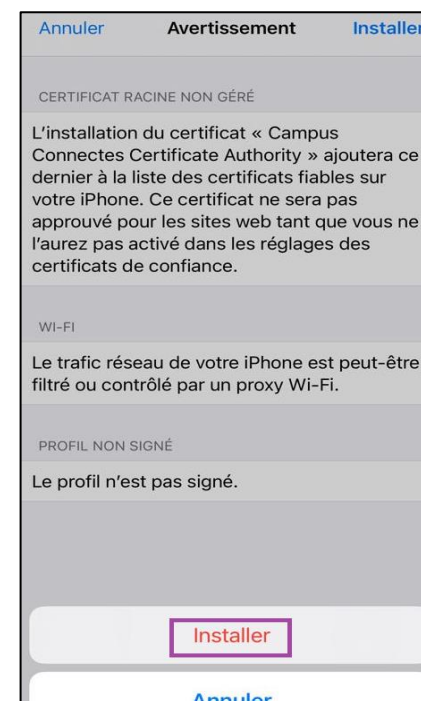 Annuler Avertissement Installer
CERTIFICAT RACINE NON GÉRÉ
L'installation du certificat « Campus
Connectes Certificate Authority » ajoutera ce
dernier à la liste des certificats fiables sur
votre iPhone. Ce certificat ne sera pas
approuvé pour les sites web tant que vous ne
l'aurez pas activé dans les réglages des
certificats de confiance.
WI-FI
Le trafic réseau de votre iPhone est peut-être
filtré ou contrôlé par un proxy Wi-Fi.
PROFIL NON SIGNÉ
Le profil n'est pas signé.
Installer
Annuler